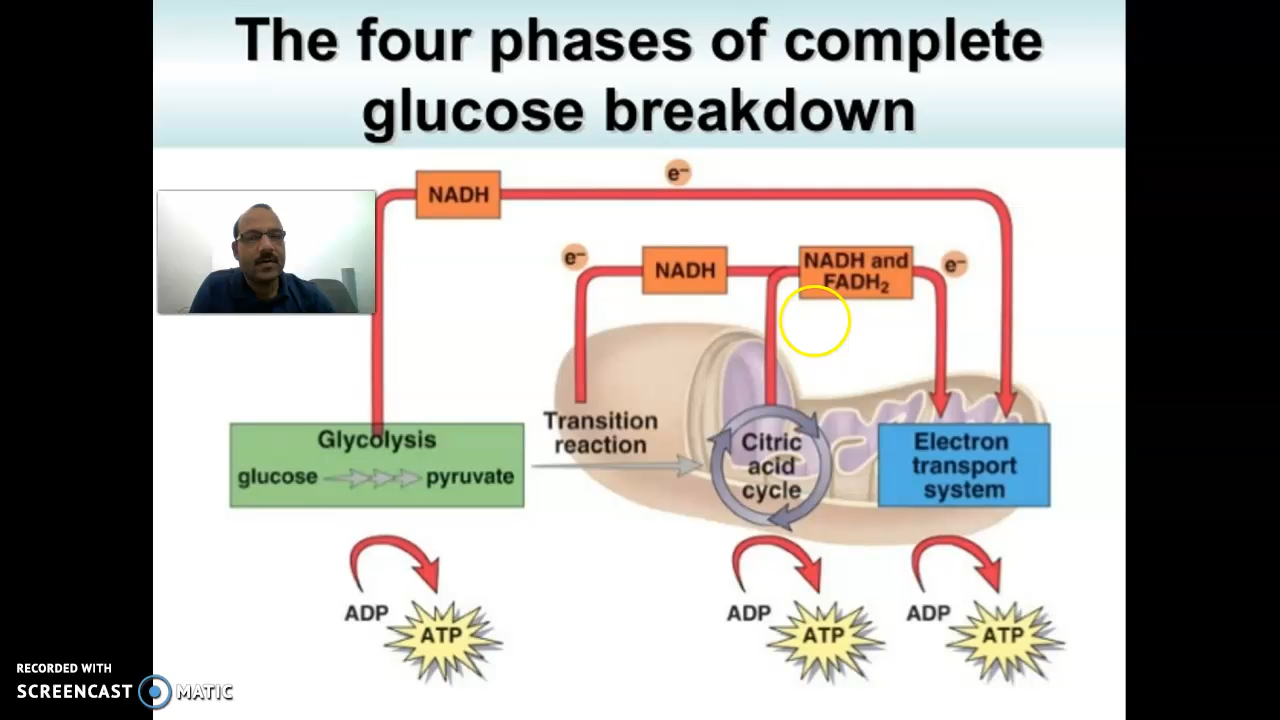 The four phases of complete
glucose breakdown
e–
NADH
e–
NADH
NADH and
FADH₂
e–
Transition
reaction
Glycolysis
glucose
pyruvate
Citric
acid
cycle
Electron
transport
system
ADP
ATP
ADP
ATP
ADP
ATP
RECORDED WITH
SCREENCAST MATIC